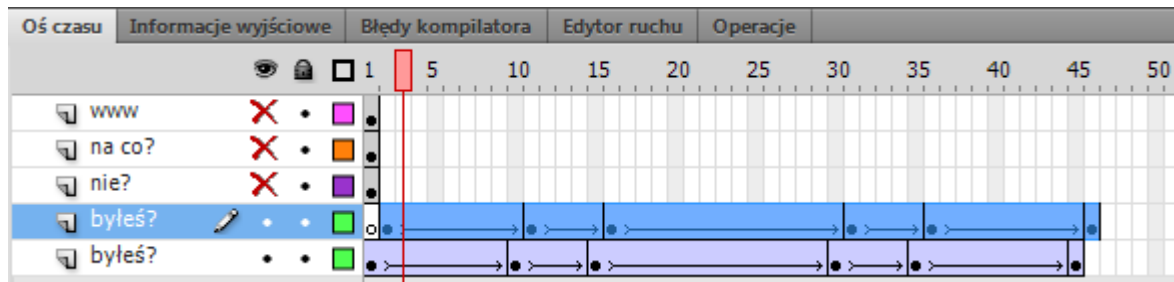 Oś czasu Informacje wyjściowe Błędy kompilatora Edytor ruchu Operacje
1 5 10 15 20 25 30 35 40 45 50
www
na co?
nie?
byłeś?
byłeś?